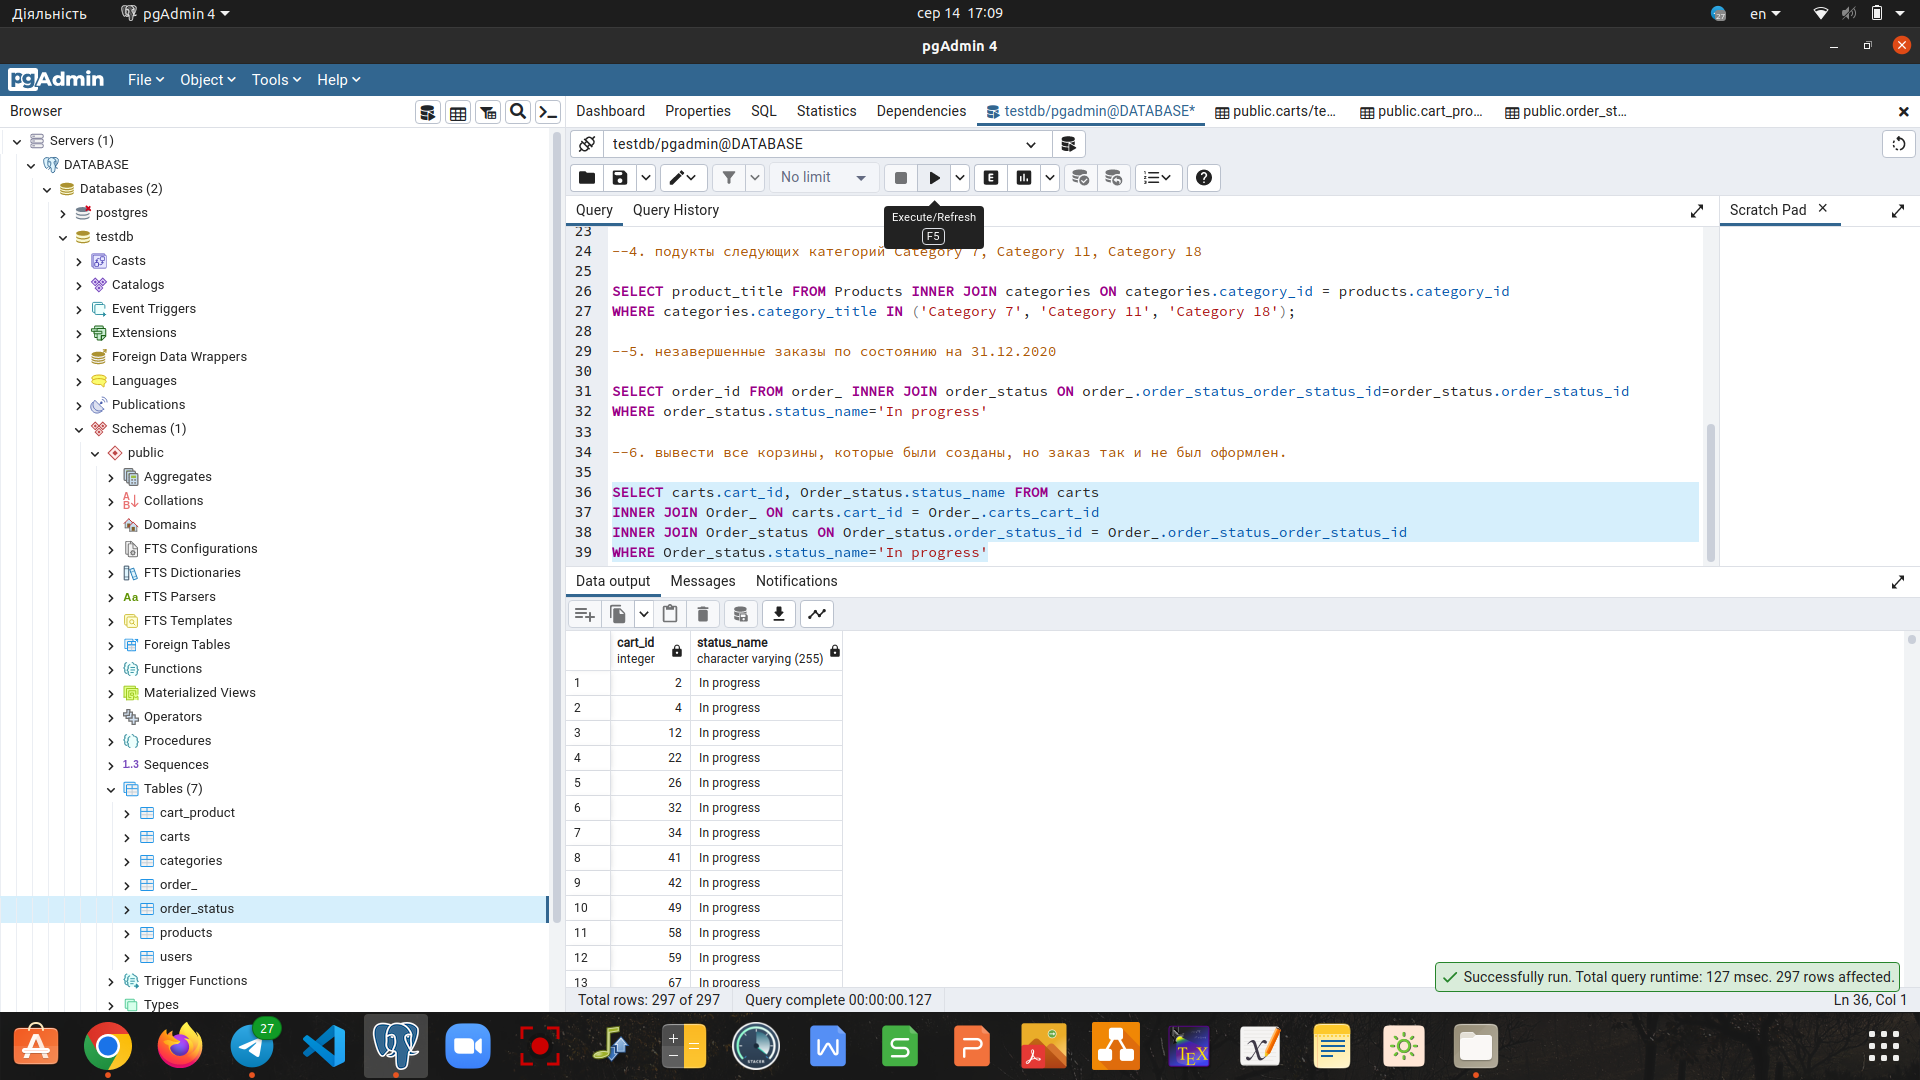 Діяльність
pgAdmin 4
сер 14 17:09
27
en
pgAdmin 4
pgAdmin
File
Object
Tools
Help
Browser
Dashboard
Properties
SQL
Statistics
Dependencies
testdb/pgadmin@DATABASE*
public.carts/te...
public.cart_pro...
public.order_st...
Servers (1)
DATABASE
Databases (2)
postgres
testdb
Casts
Catalogs
Event Triggers
Extensions
Foreign Data Wrappers
Languages
Publications
Schemas (1)
public
Aggregates
Collations
Domains
FTS Configurations
FTS Dictionaries
Aa FTS Parsers
FTS Templates
Foreign Tables
Functions
Materialized Views
Operators
Procedures
1..3 Sequences
Tables (7)
cart_product
carts
categories
order_
order_status
products
users
Trigger Functions
Types
testdb/pgadmin@DATABASE
No limit
E
Execute/Refresh
F5
Query
Query History
Scratch Pad
23
24 --4. подукты следующих категорий Category 7, Category 11, Category 18
25
26 SELECT product_title FROM Products INNER JOIN categories ON categories.category_id = products.category_id
27 WHERE categories.category_title IN ('Category 7', 'Category 11', 'Category 18');
28
29 --5. незавершенные заказы по состоянию на 31.12.2020
30
31 SELECT order_id FROM order_ INNER JOIN order_status ON order_.order_status_order_status_id=order_status.order_status_id
32 WHERE order_status.status_name='In progress'
33
34 --6. вывести все корзины, которые были созданы, но заказ так и не был оформлен.
35
36 SELECT carts.cart_id, Order_status.status_name FROM carts
37 INNER JOIN Order_ ON carts.cart_id = Order_.carts_cart_id
38 INNER JOIN Order_status ON Order_status.order_status_id = Order_.order_status_order_status_id
39 WHERE Order_status.status_name='In progress'
Data output
Messages
Notifications
cart_id integer
status_name character varying (255)
1 2 In progress
2 4 In progress
3 12 In progress
4 22 In progress
5 26 In progress
6 32 In progress
7 34 In progress
8 41 In progress
9 42 In progress
10 49 In progress
11 58 In progress
12 59 In progress
13 67 In progress
Successfully run. Total query runtime: 127 msec. 297 rows affected.
Total rows: 297 of 297
Query complete 00:00:00.127
Ln 36, Col 1
27
STACER
W
S
P
TEX
X